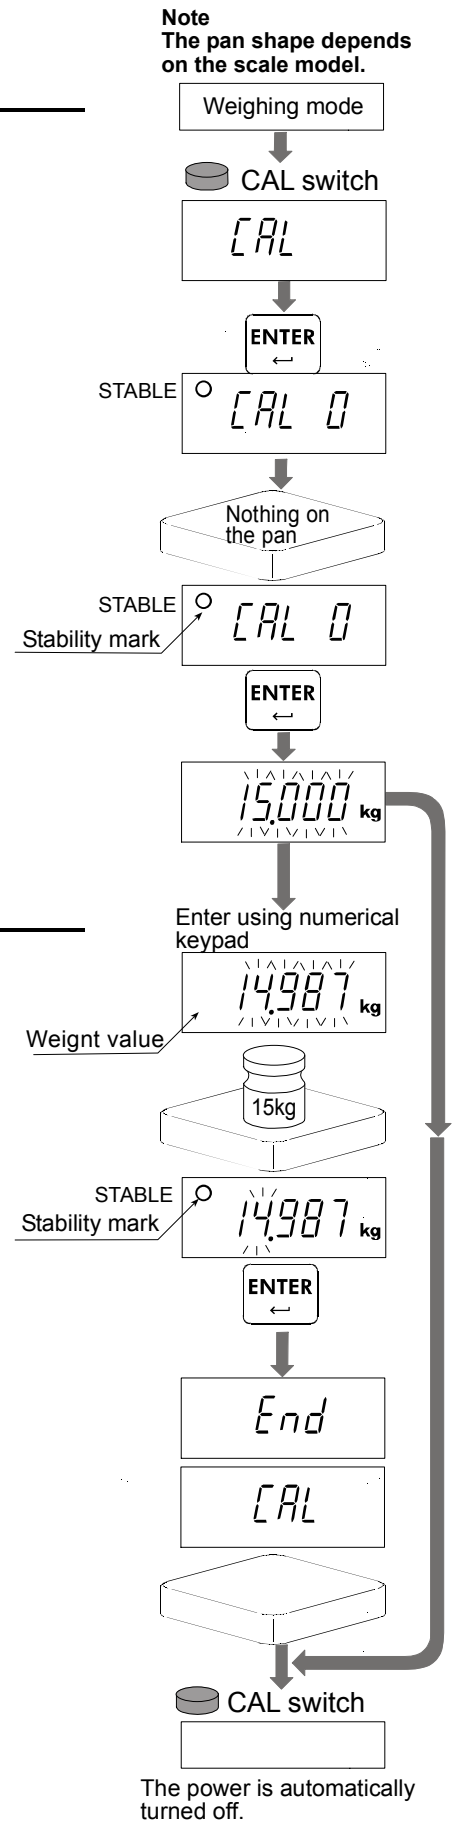 Note
The pan shape depends
on the scale model.
Weighing mode
CAL switch
CAL
ENTER
STABLE
CAL 0
Nothing on
the pan
STABLE
CAL 0
Stability mark
ENTER
15.000 kg
Enter using numerical
keypad
14.987 kg
Weignt value
15kg
STABLE
14.987 kg
Stability mark
ENTER
End
CAL
CAL switch
The power is automatically
turned off.